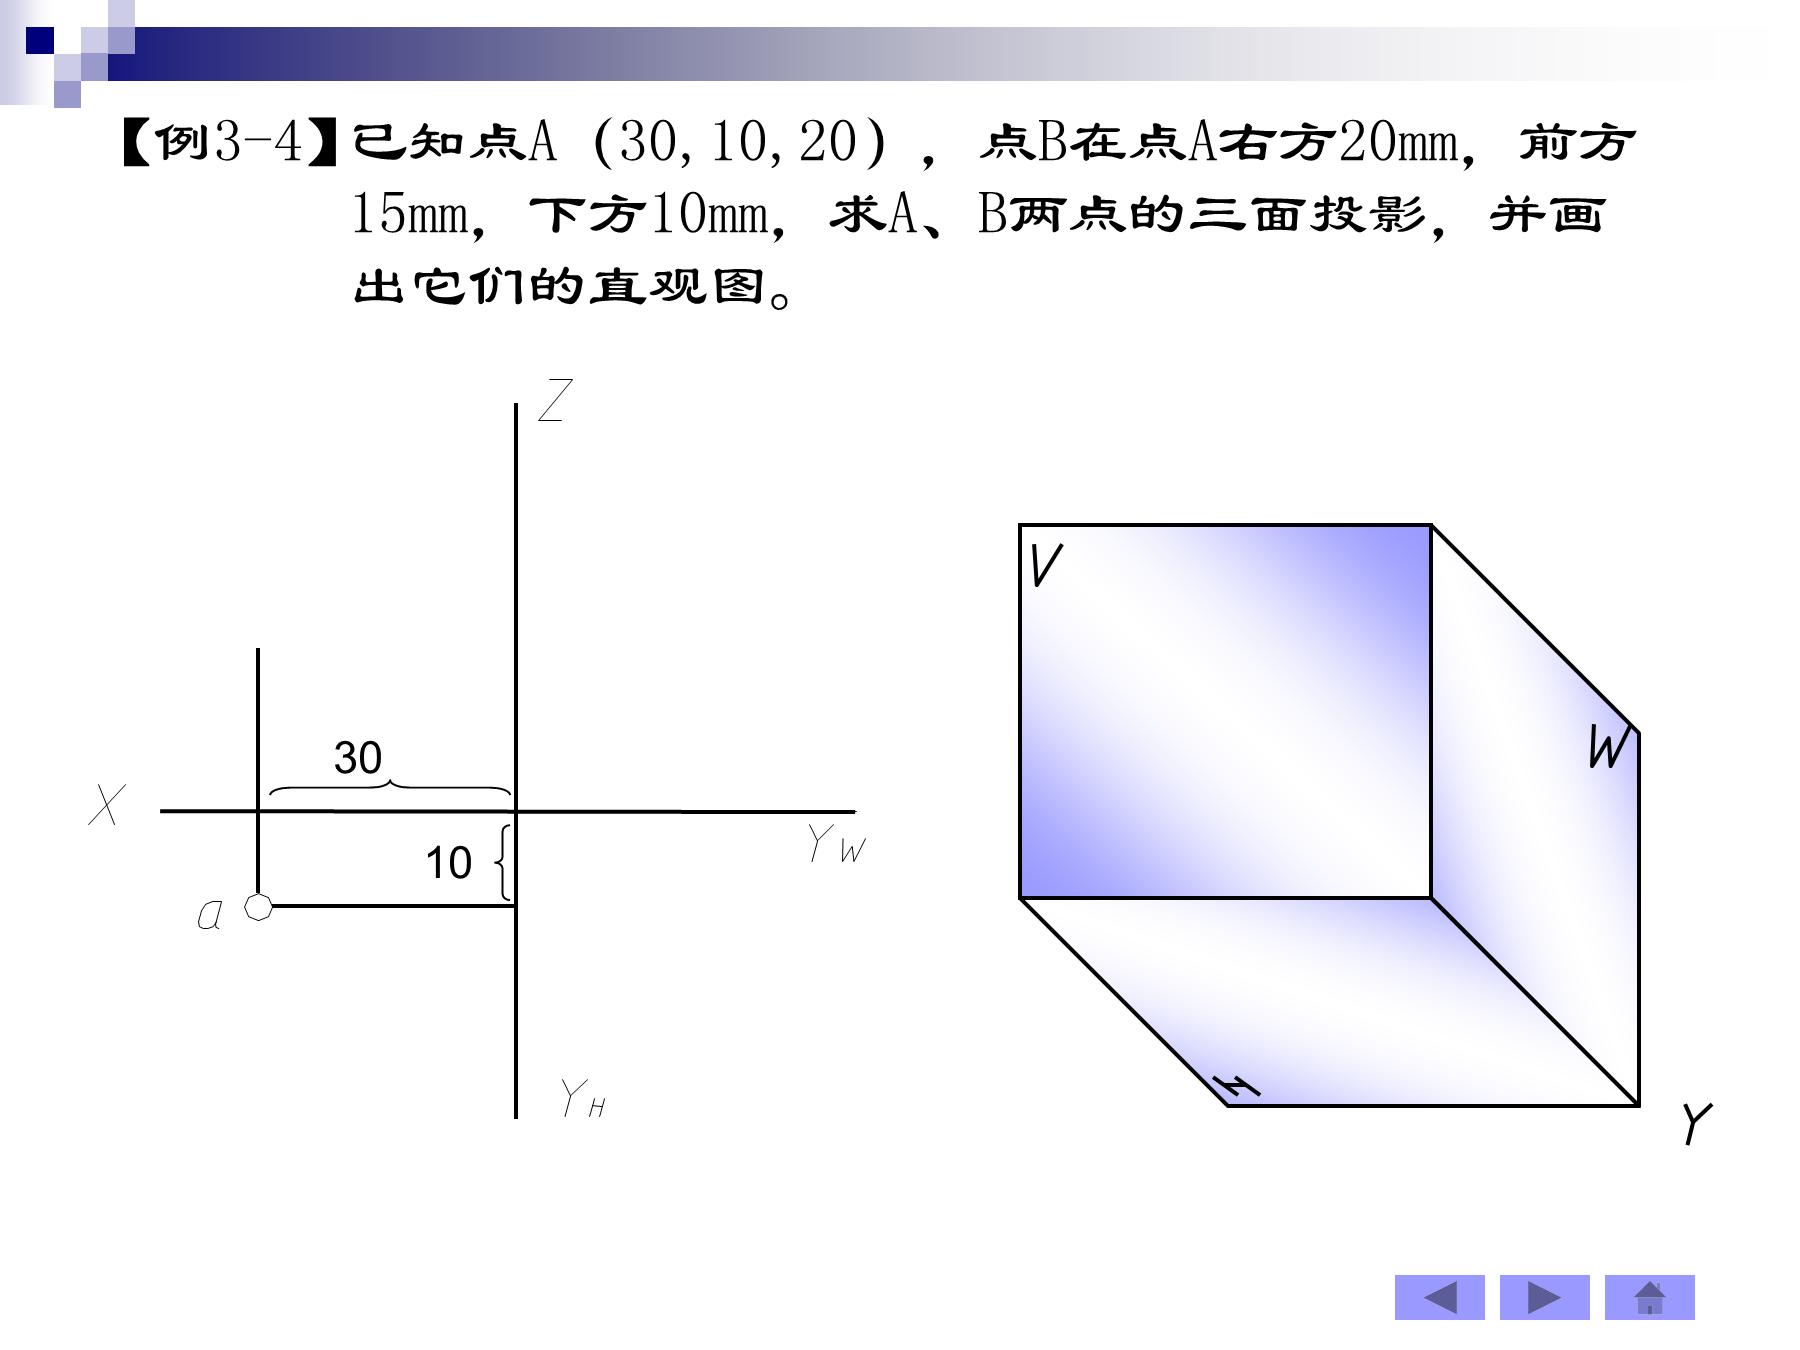 【例3-4】已知点A（30,10,20），点B在点A右方20mm，前方
15mm，下方10mm，求A、B两点的三面投影，并画
出它们的直观图。
Z
V
W
30
X
YW
10
a
H
YH
Y